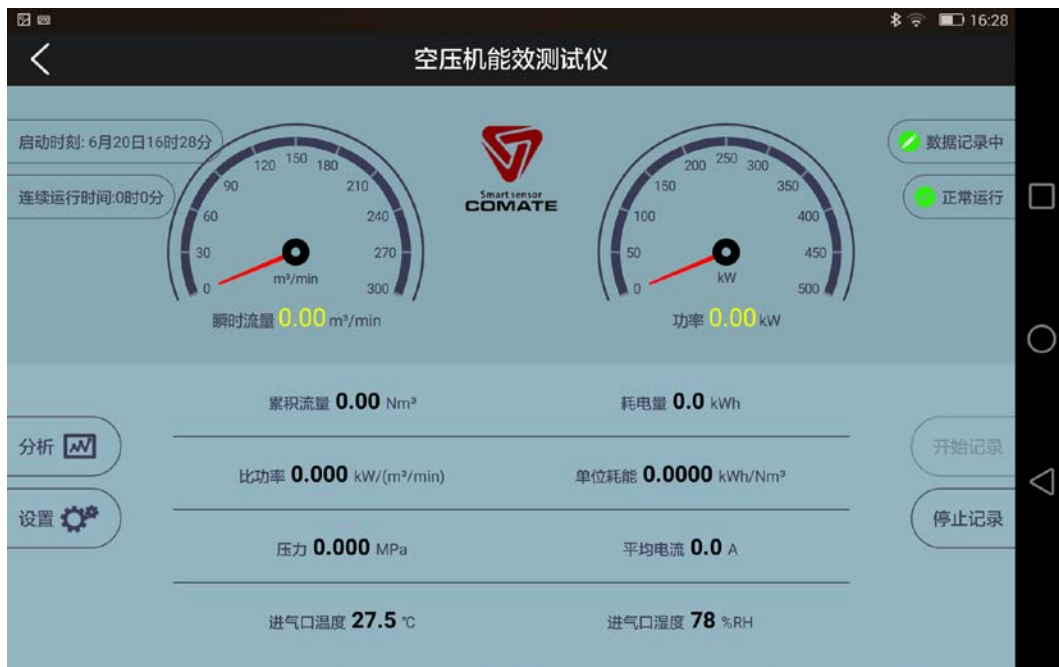 16:28
空压机能效测试仪
启动时刻: 6月20日16时28分
连续运行时间:0时0分
0
30
60
90
120
150
180
210
240
270
300
m³/min
瞬时流量 0.00 m³/min
Smart sensor
COMATE
0
50
100
150
200
250
300
350
400
450
500
kW
功率 0.00 kW
数据记录中
正常运行
累积流量 0.00 Nm³
耗电量 0.0 kWh
比功率 0.000 kW/(m³/min)
单位耗能 0.0000 kWh/Nm³
压力 0.000 MPa
平均电流 0.0 A
进气口温度 27.5 ℃
进气口湿度 78 %RH
分析
设置
开始记录
停止记录